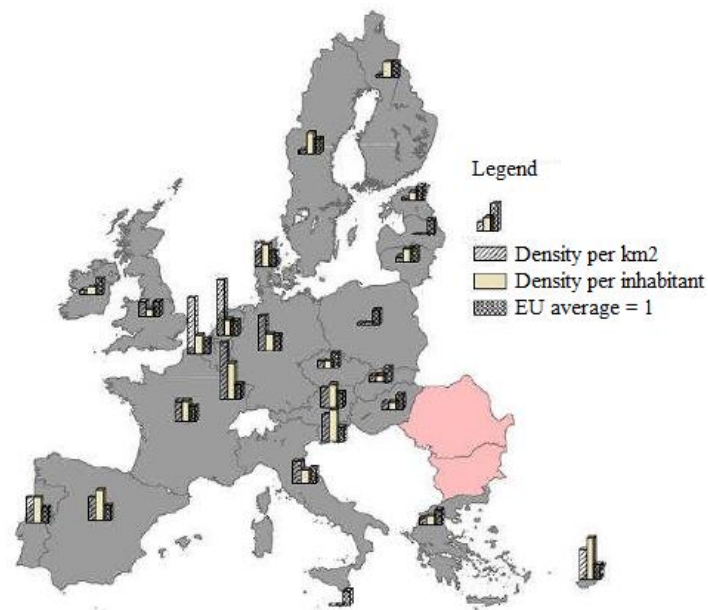 Legend
Density per km2
Density per inhabitant
EU average = 1